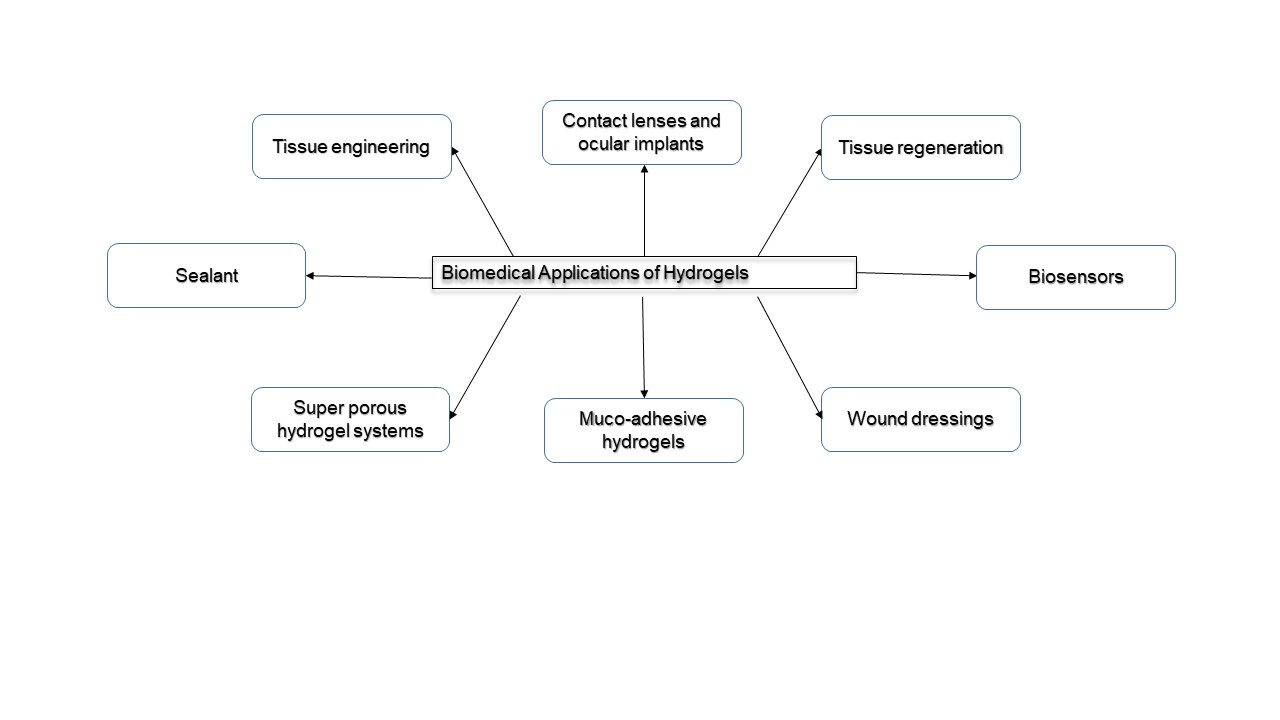 Contact lenses and
ocular implants
Tissue engineering
Tissue regeneration
Sealant
Biomedical Applications of Hydrogels
Biosensors
Super porous
hydrogel systems
Muco-adhesive
hydrogels
Wound dressings